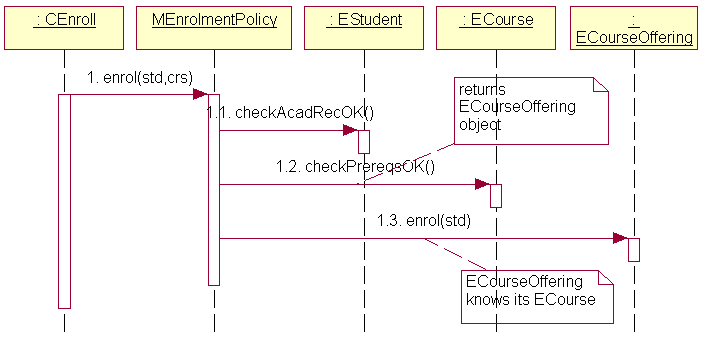 : CEnroll
MEnrolmentPolicy
: EStudent
: ECourse
:
ECourseOffering
1. enrol(std,crs)
returns
ECourseOffering
object
1.1. checkAcadRecOK()
1.2. checkPrereqsOK()
1.3. enrol(std)
ECourseOffering
knows its ECourse